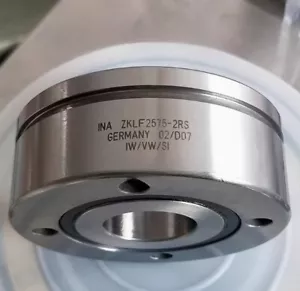 INA ZKLF2575-2RS
GERMANY 02/D07
IW/VW/SI